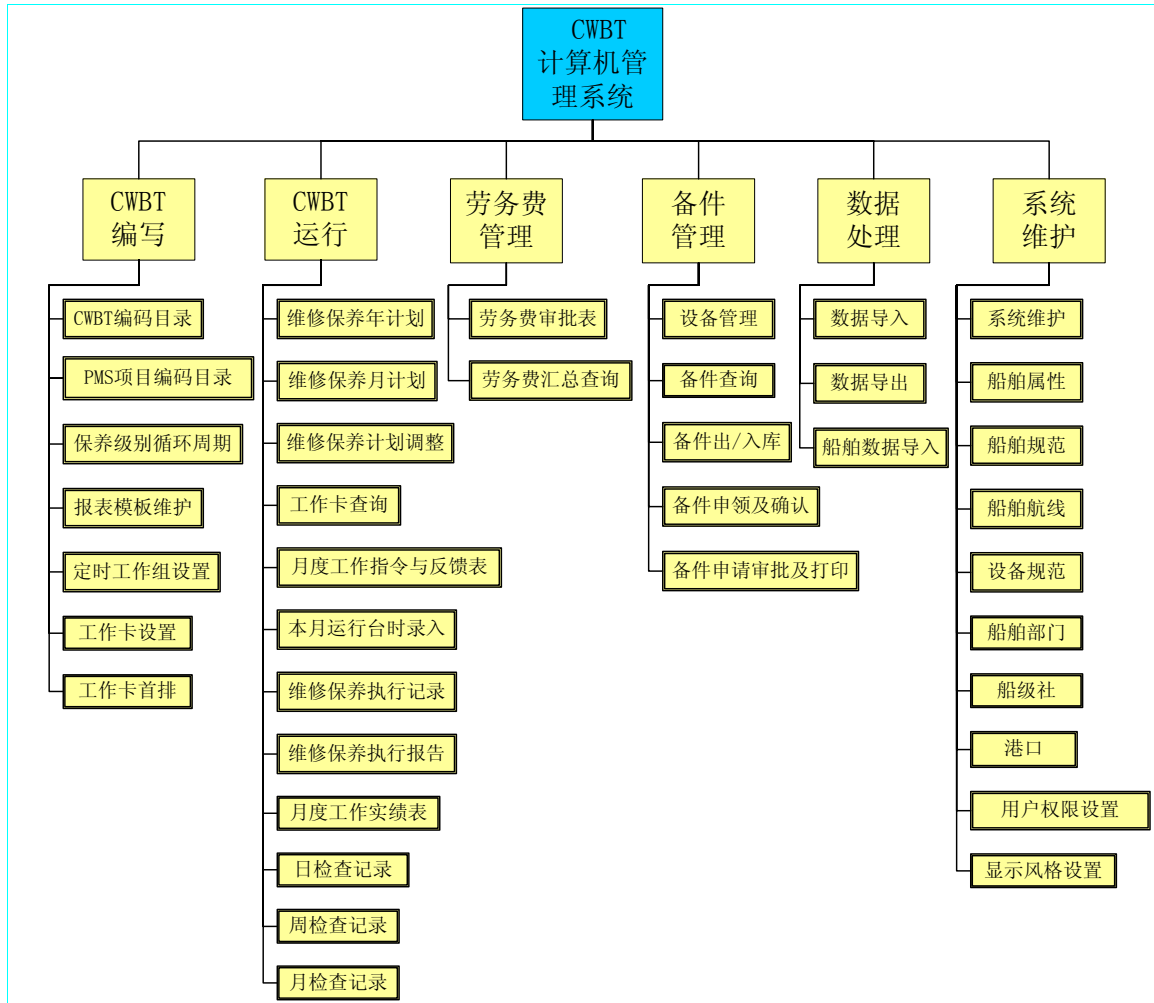 CWBT
计算机管
理系统
CWBT
编写
CWBT
运行
劳务费
管理
备件
管理
数据
处理
系统
维护
CWBT编码目录
PMS项目编码目录
保养级别循环周期
报表模板维护
定时工作组设置
工作卡设置
工作卡首排
维修保养年计划
维修保养月计划
维修保养计划调整
工作卡查询
月度工作指令与反馈表
本月运行台时录入
维修保养执行记录
维修保养执行报告
月度工作实绩表
日检查记录
周检查记录
月检查记录
劳务费审批表
劳务费汇总查询
设备管理
备件查询
备件出/入库
备件申领及确认
备件申请审批及打印
数据导入
数据导出
船舶数据导入
系统维护
船舶属性
船舶规范
船舶航线
设备规范
船舶部门
船级社
港口
用户权限设置
显示风格设置